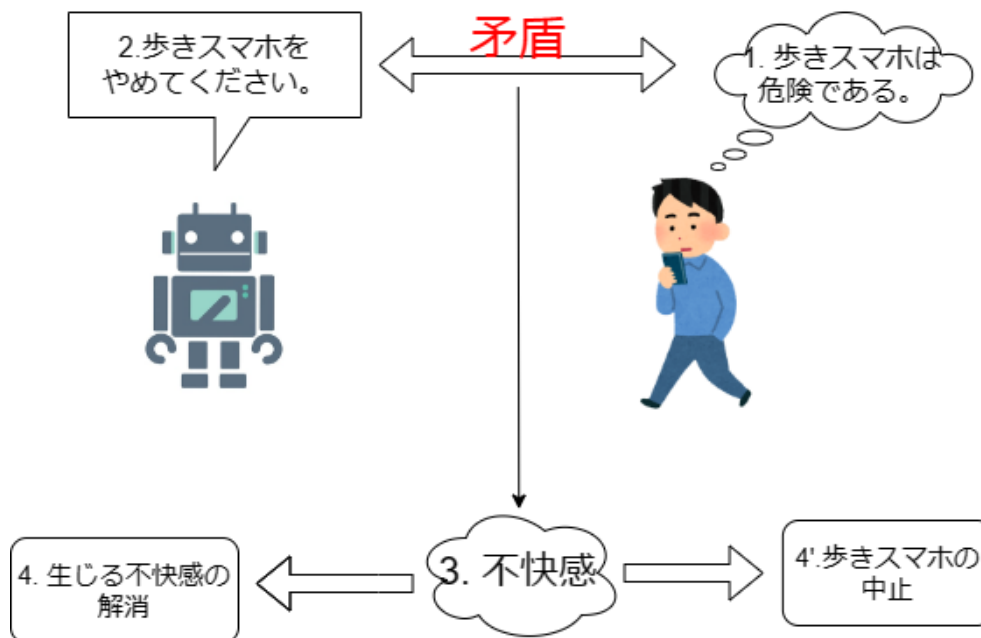 矛盾
2.歩きスマホを
やめてください。
1. 歩きスマホは
危険である。
3. 不快感
4. 生じる不快感の
解消
4'.歩きスマホの
中止